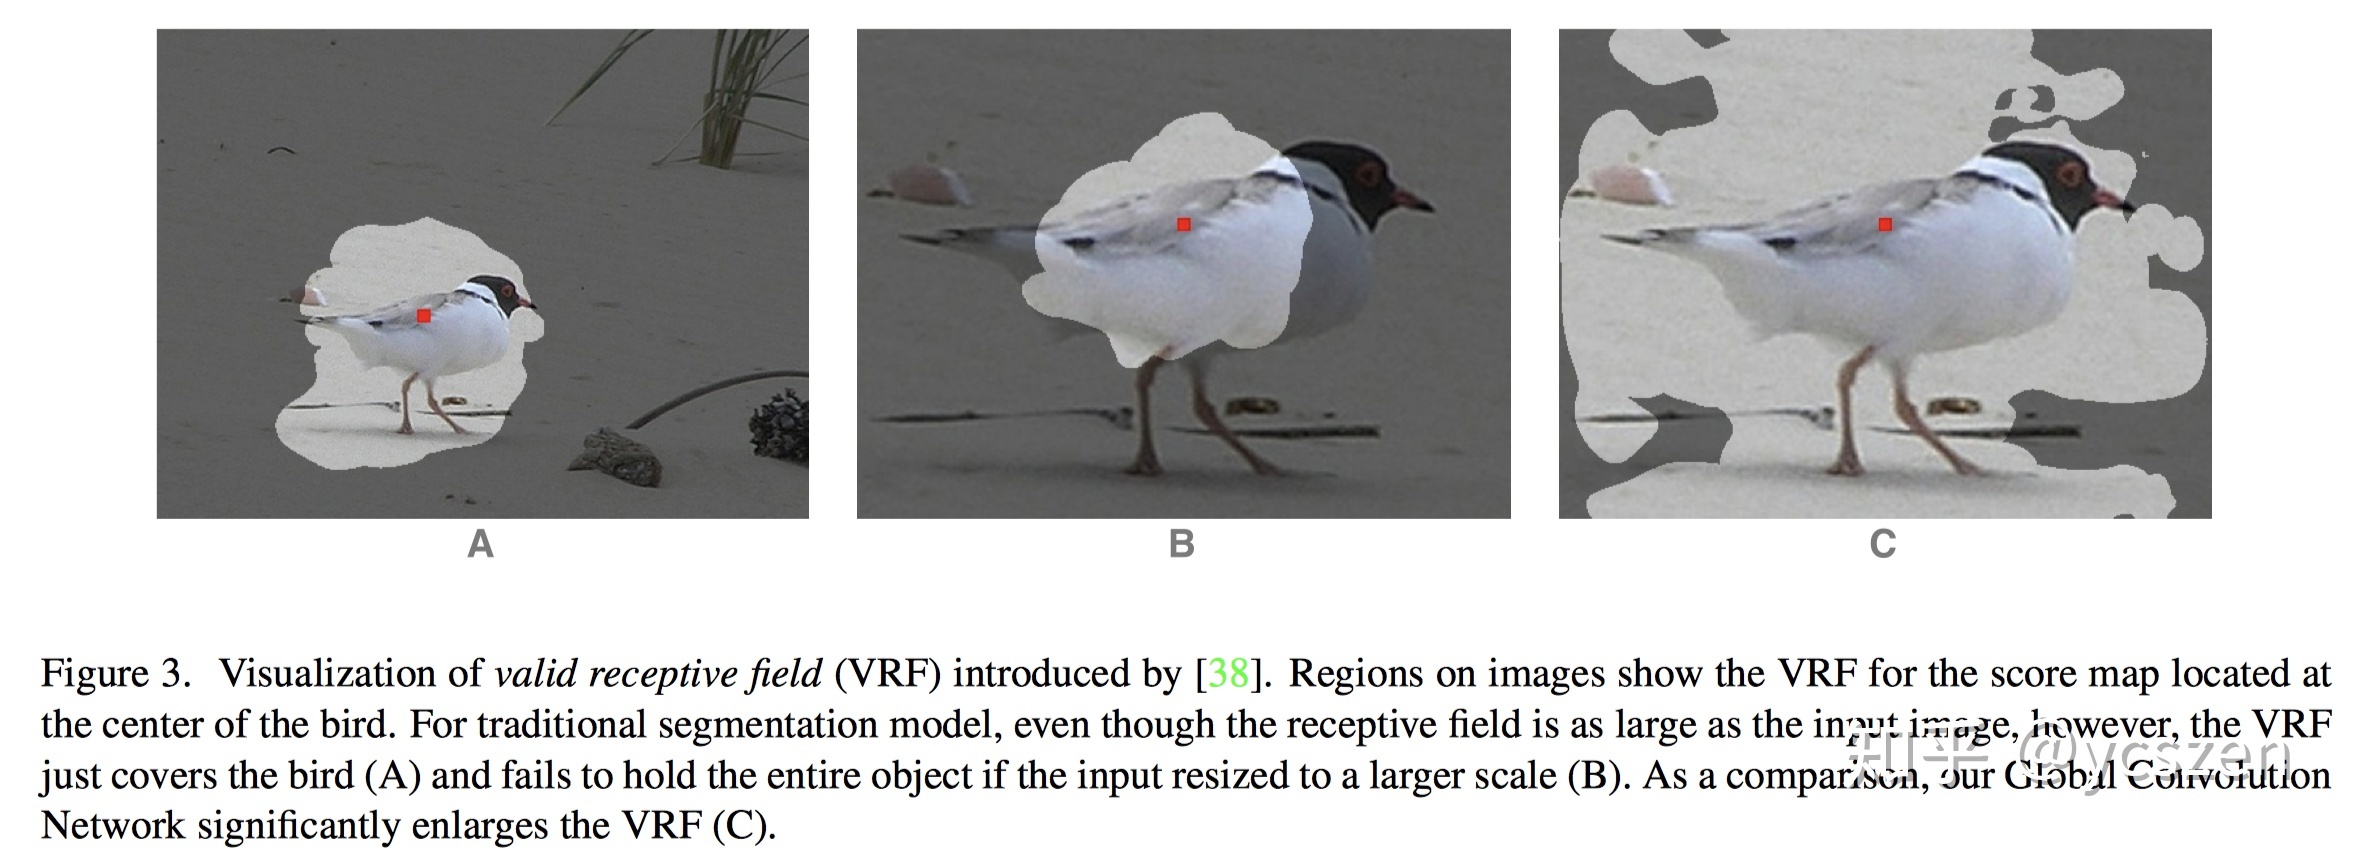 A
B
C
Figure 3. Visualization of valid receptive field (VRF) introduced by [38]. Regions on images show the VRF for the score map located at
the center of the bird. For traditional segmentation model, even though the receptive field is as large as the input image, however, the VRF
just covers the bird (A) and fails to hold the entire object if the input resized to a larger scale (B). As a comparison, our Global Convolution
Network significantly enlarges the VRF (C).
知乎 @ycszen